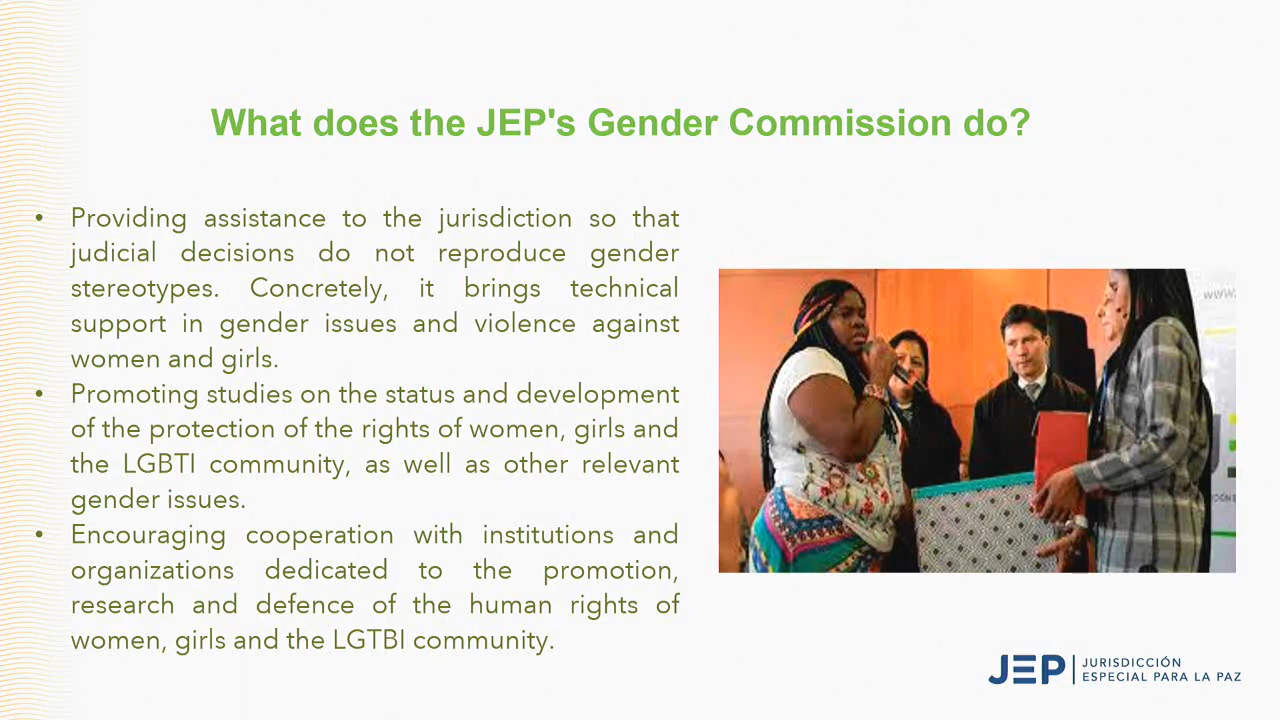 What does the JEP's Gender Commission do?
• Providing assistance to the jurisdiction so that
judicial decisions do not reproduce gender
stereotypes. Concretely, it brings technical
support in gender issues and violence against
women and girls.
• Promoting studies on the status and development
of the protection of the rights of women, girls and
the LGBTI community, as well as other relevant
gender issues.
• Encouraging cooperation with institutions and
organizations dedicated to the promotion,
research and defence of the human rights of
women, girls and the LGTBI community.
www.
JEP JURISDICCIÓN
ESPECIAL PARA LA PAZ